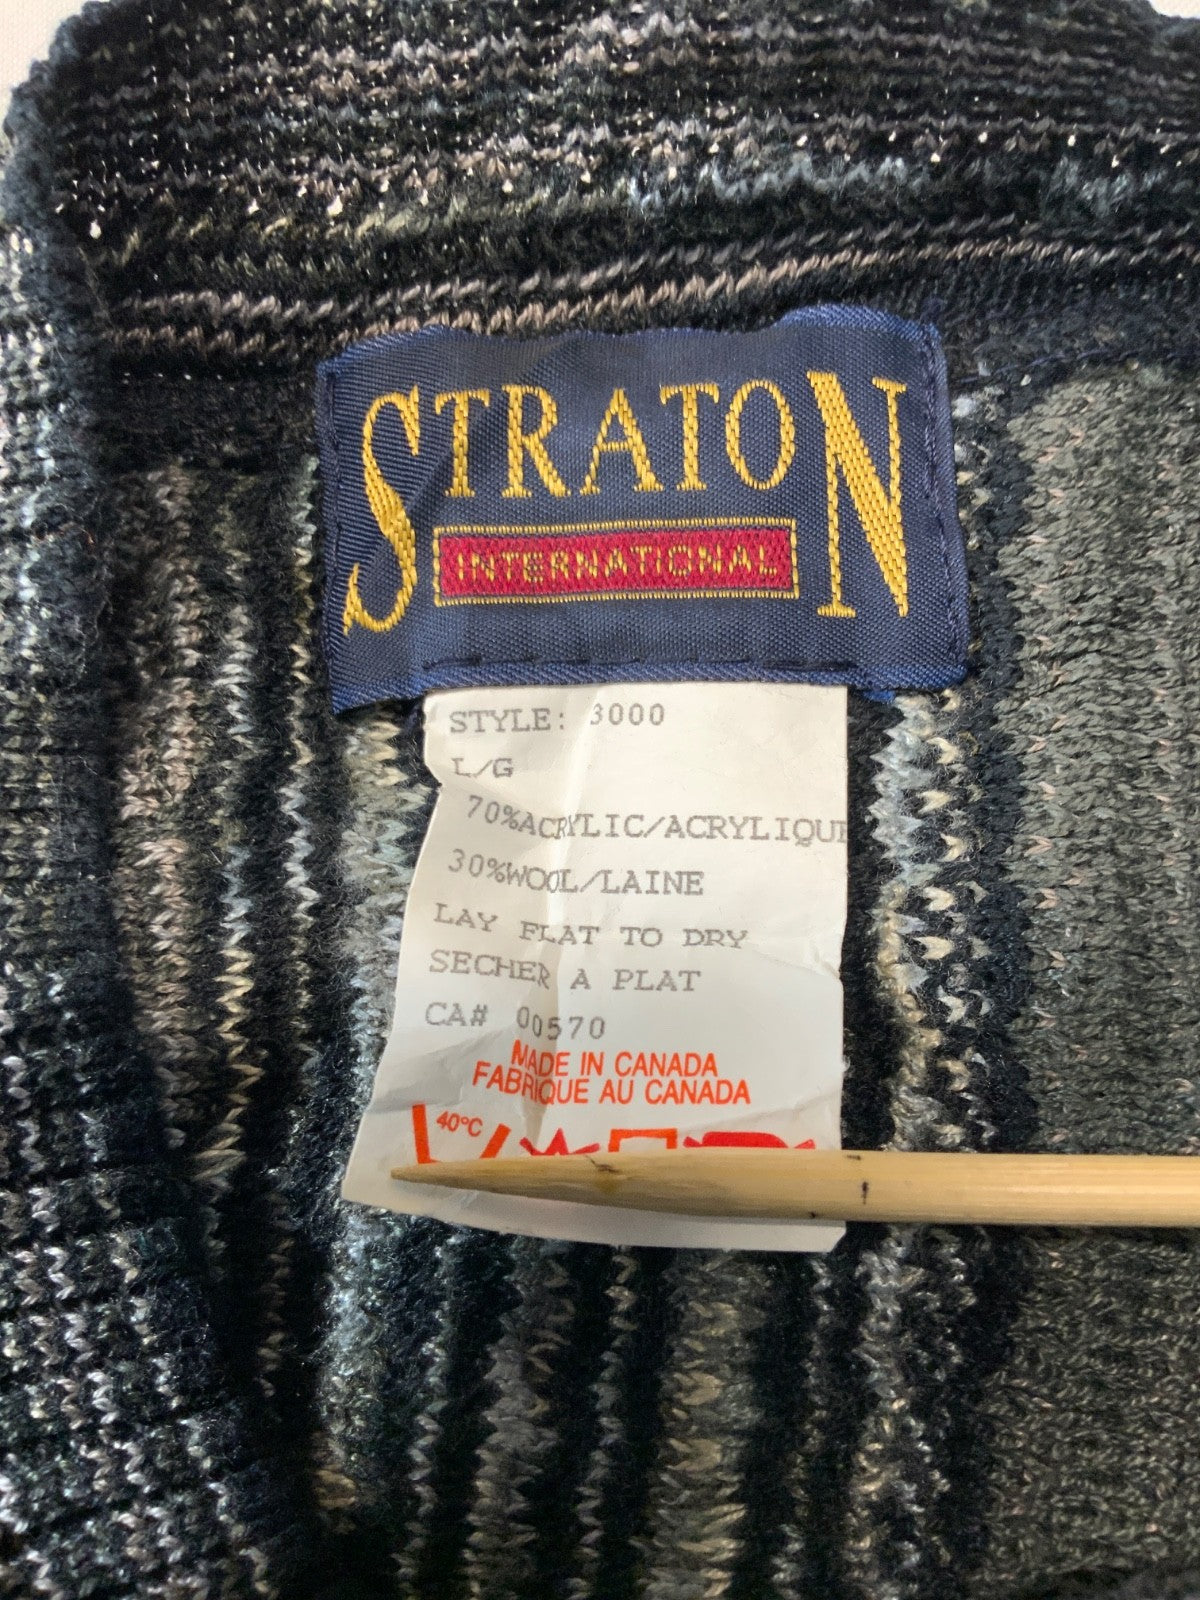 STRATON
INTERNATIONAL
STYLE: 3000
L/G
70%ACRYLIC/ACRYLIQUE
30%WOOL/LAINE
LAY FLAT TO DRY
SECHER A PLAT
CA# 00570
MADE IN CANADA
FABRIQUE AU CANADA
40°C